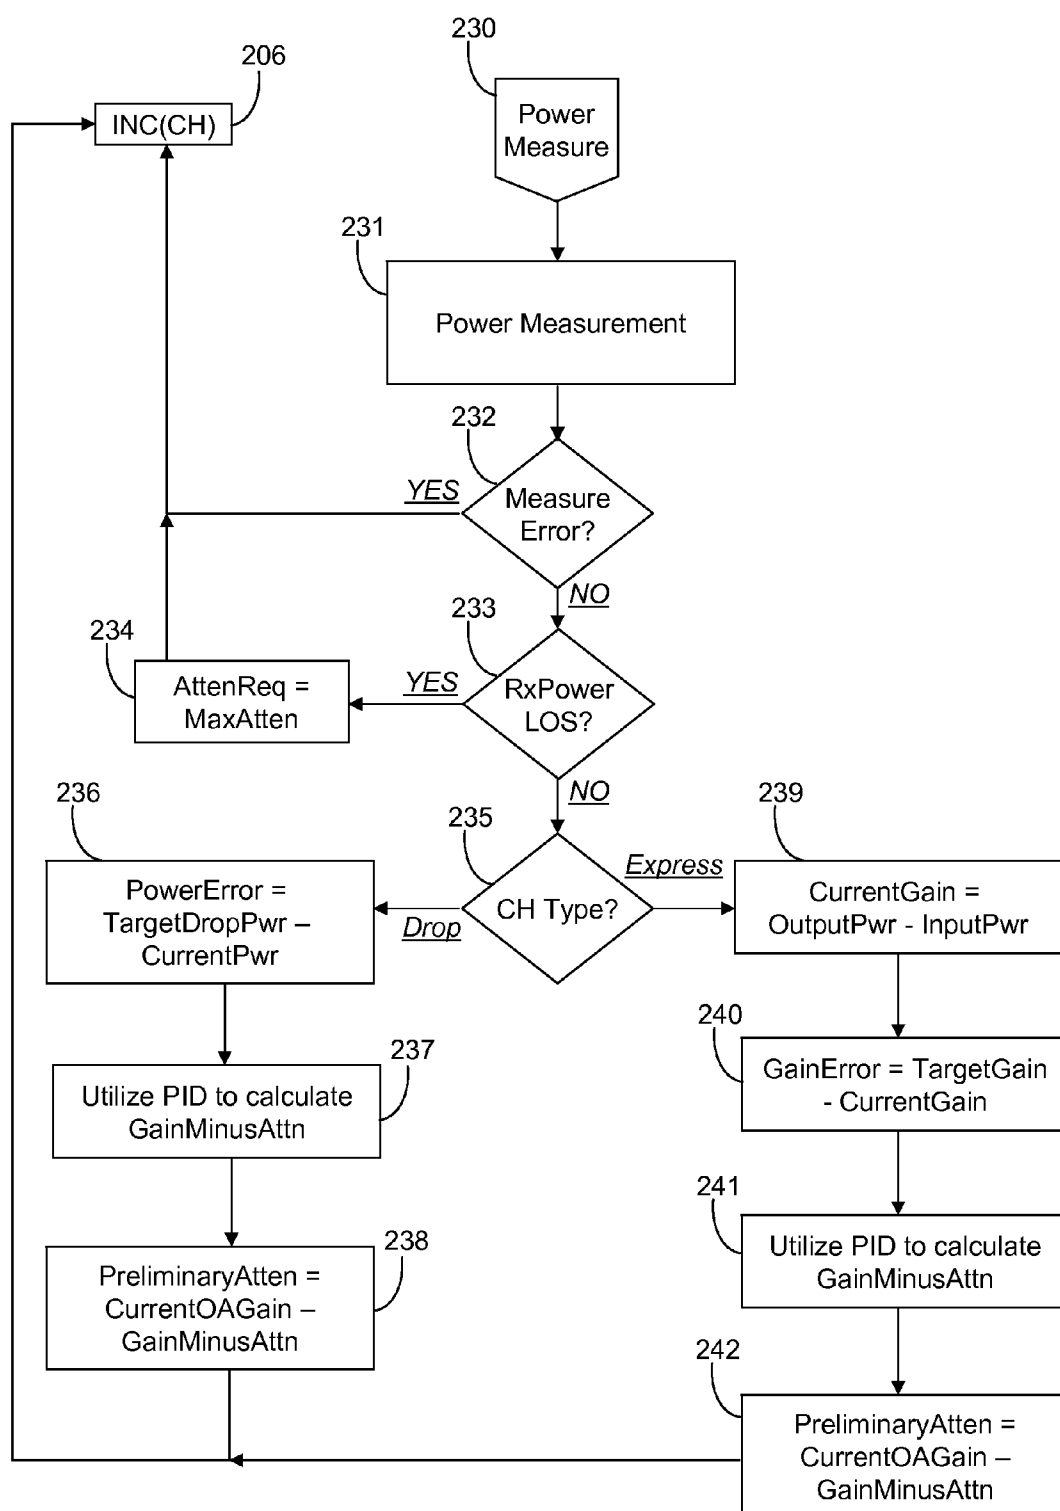 230
206
INC(CH)
Power
Measure
231
Power Measurement
232
YES
Measure
Error?
NO
233
234
AttenReq =
MaxAtten
YES
RxPower
LOS?
NO
236
235
239
PowerError =
TargetDropPwr –
CurrentPwr
Drop
CH Type?
Express
CurrentGain =
OutputPwr - InputPwr
240
237
GainError = TargetGain
- CurrentGain
Utilize PID to calculate
GainMinusAttn
241
238
Utilize PID to calculate
GainMinusAttn
PreliminaryAtten =
CurrentOAGain –
GainMinusAttn
242
PreliminaryAtten =
CurrentOAGain –
GainMinusAttn